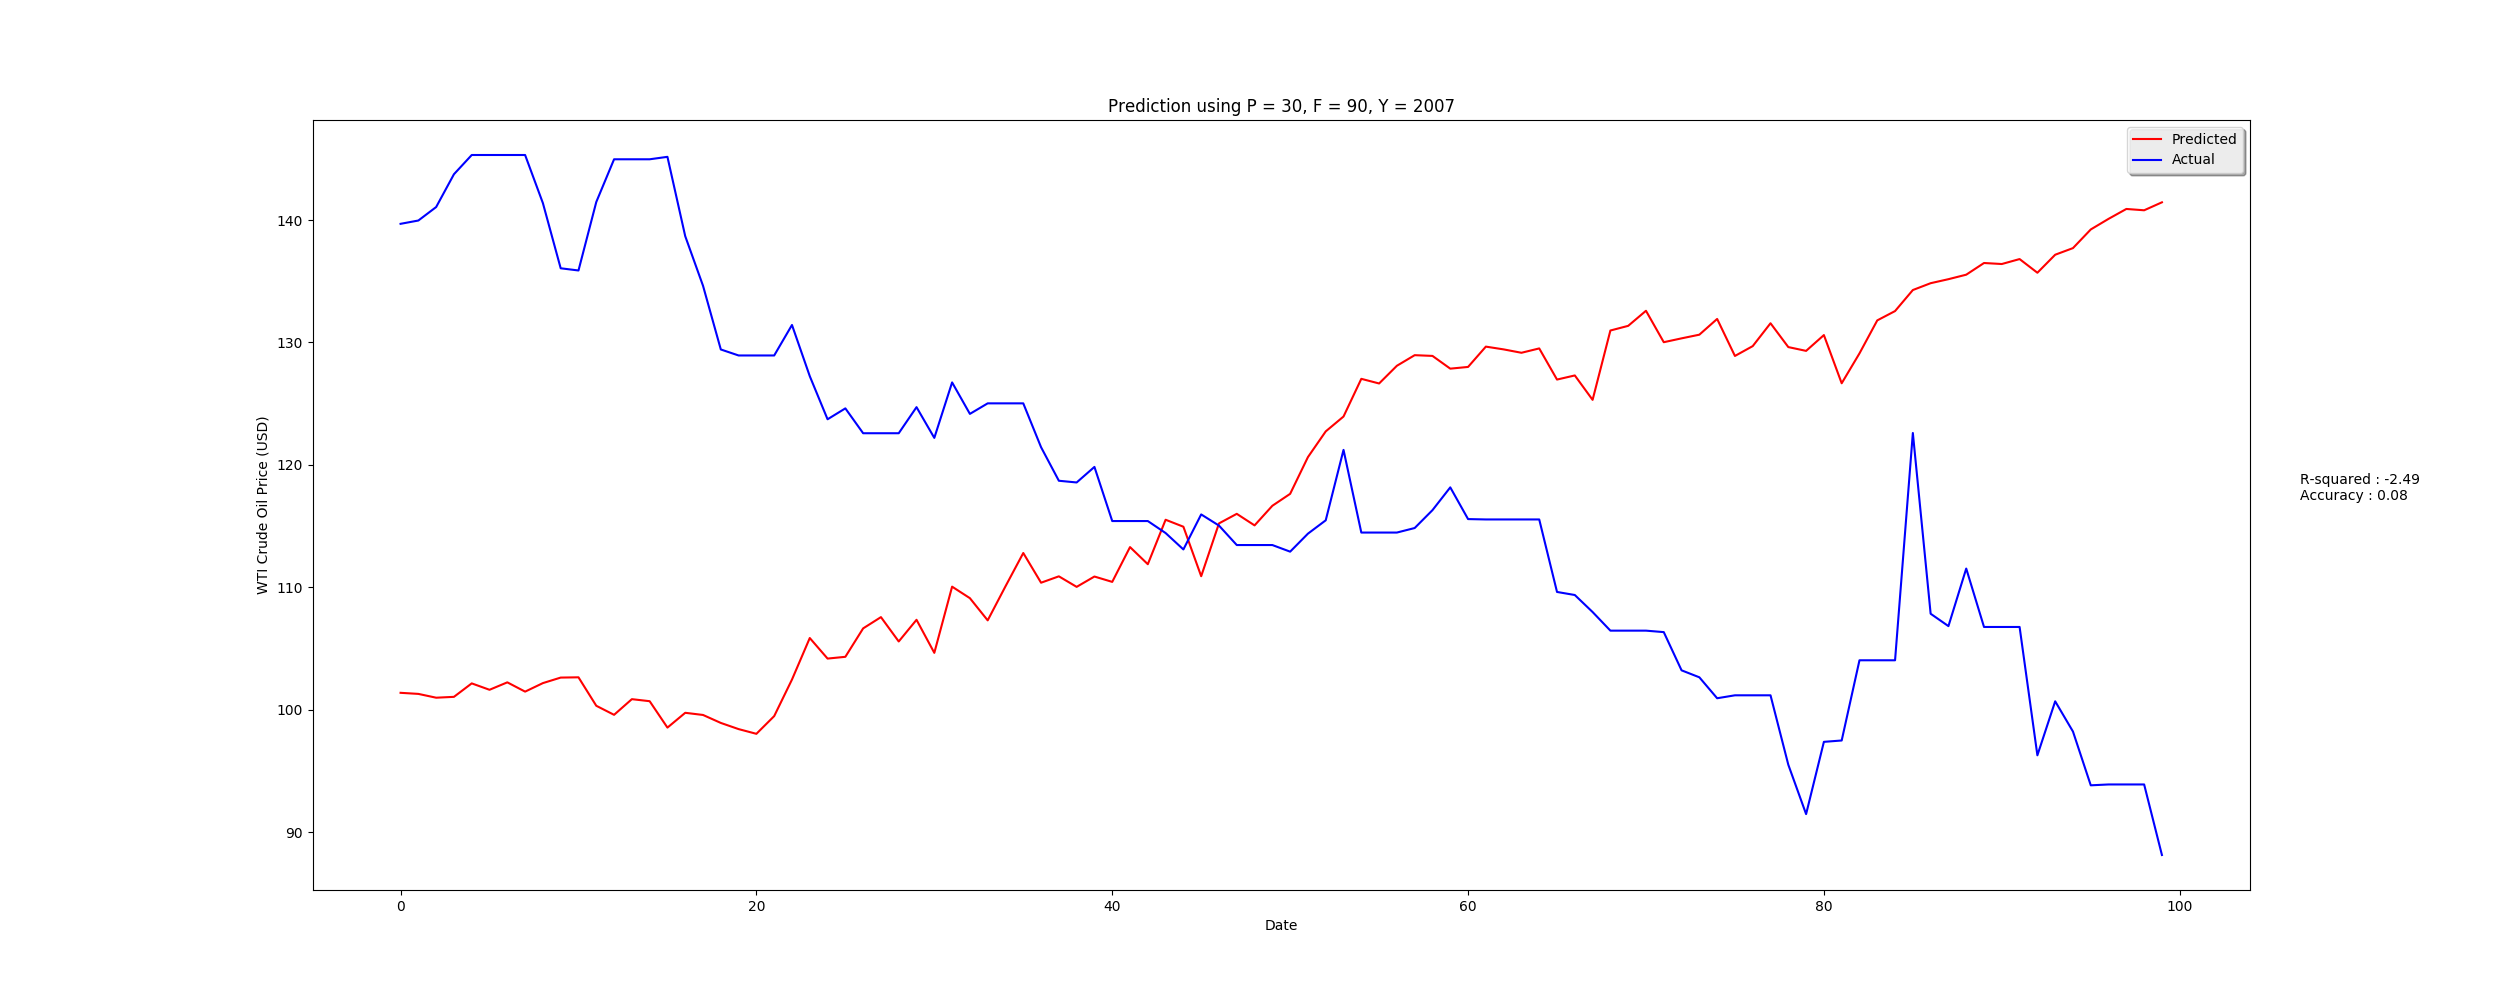 Prediction using P = 30, F = 90, Y = 2007
Predicted
Actual
140
130
120
110
100
90
WTI Crude Oil Price (USD)
0 20 40 60 80 100
Date
R-squared : -2.49
Accuracy : 0.08